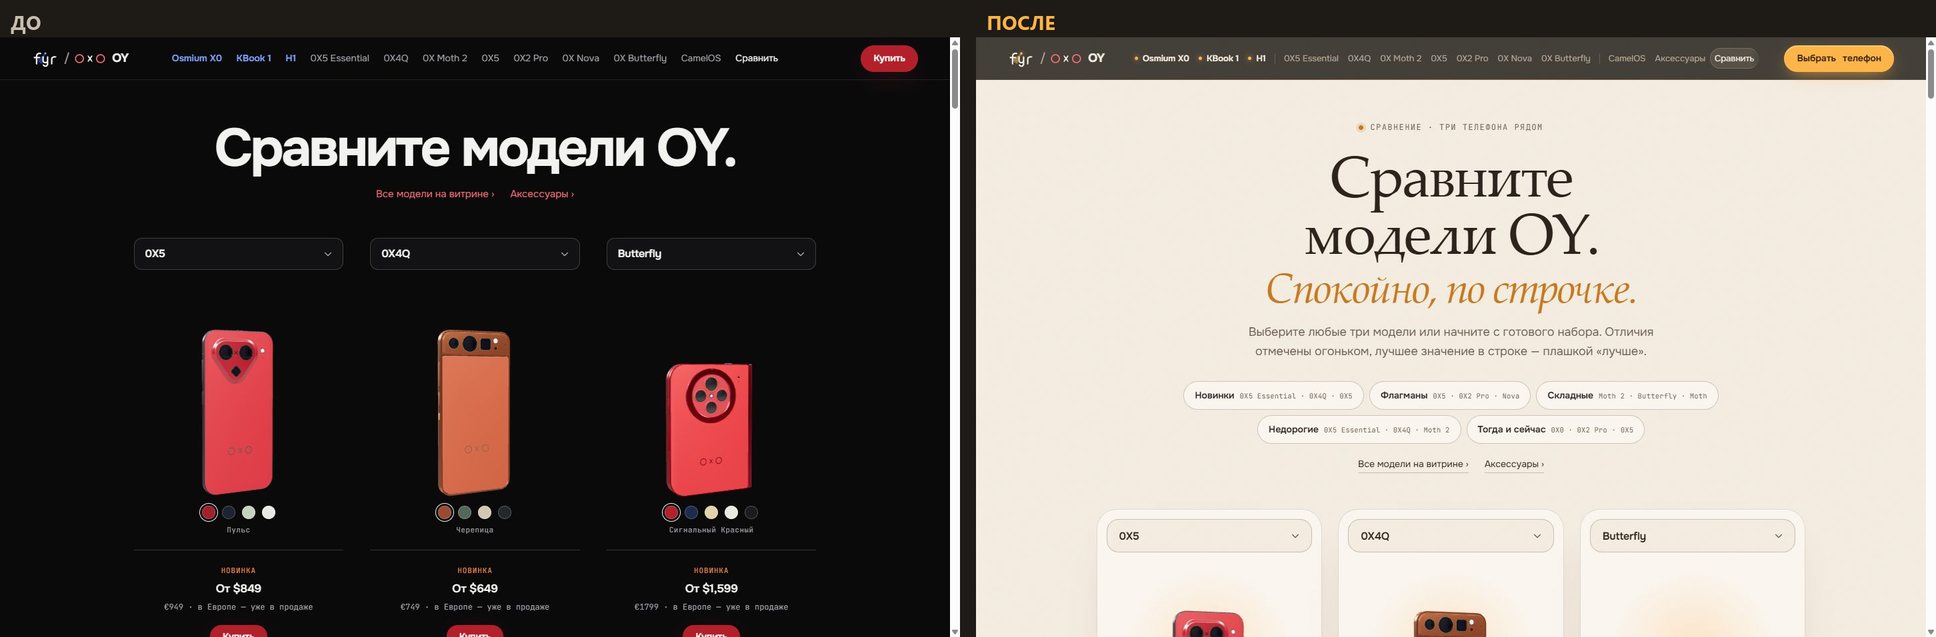 ДО
fyr / O x O OY Osmium X0 KBook 1 H1 0X5 Essential 0X4Q 0X Moth 2 0X5 0X2 Pro 0X Nova 0X Butterfly CamelOS Сравнить Купить
Сравните модели OY.
Все модели на витрине › Аксессуары ›
0X5 0X4Q Butterfly
O×O O×O O×O
Пульс Черепица Сигнальный Красный
НОВИНКА НОВИНКА НОВИНКА
От $849 От $649 От $1,599
€949 · в Европе — уже в продаже €749 · в Европе — уже в продаже €1799 · в Европе — уже в продаже
Купить Купить Купить
ПОСЛЕ
fyr / O x O OY Osmium X0 KBook 1 H1 0X5 Essential 0X4Q 0X Moth 2 0X5 0X2 Pro 0X Nova 0X Butterfly CamelOS Аксессуары Сравнить Выбрать телефон
СРАВНЕНИЕ · ТРИ ТЕЛЕФОНА РЯДОМ
Сравните
модели OY.
Спокойно, по строчке.
Выберите любые три модели или начните с готового набора. Отличия
отмечены огоньком, лучшее значение в строке — плашкой «лучше».
Новинки 0X5 Essential · 0X4Q · 0X5 Флагманы 0X5 · 0X2 Pro · Nova Складные Moth 2 · Butterfly · Moth
Недорогие 0X5 Essential · 0X4Q · Moth 2 Тогда и сейчас 0X0 · 0X2 Pro · 0X5
Все модели на витрине › Аксессуары ›
0X5 0X4Q Butterfly